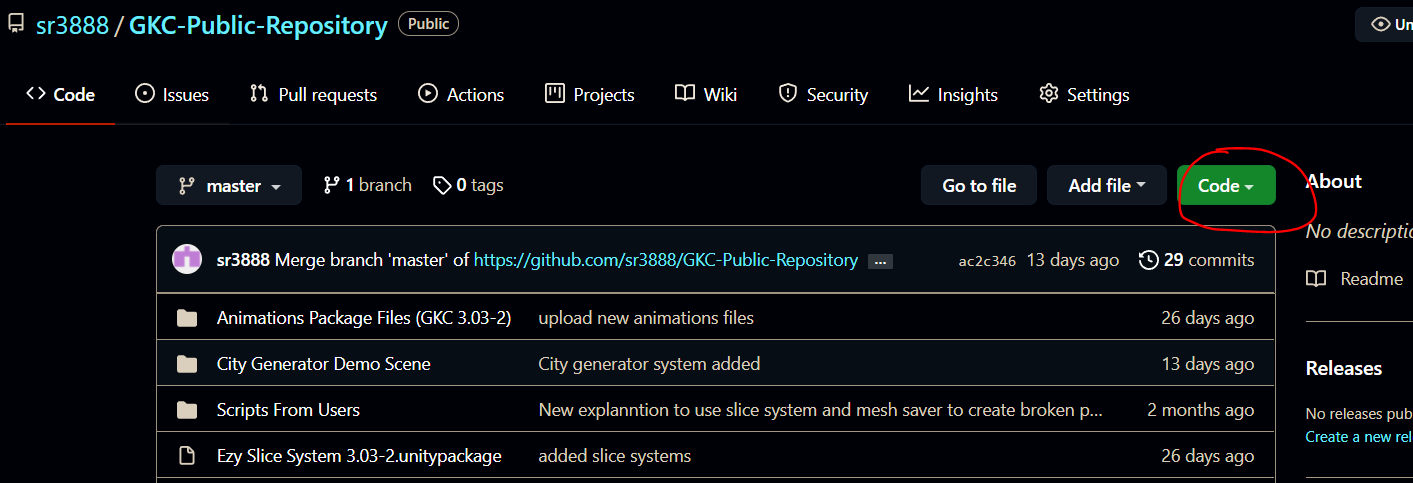 sr3888 / GKC-Public-Repository Public
Un
Code Issues Pull requests Actions Projects Wiki Security Insights Settings
master 1 branch 0 tags Go to file Add file Code
About
sr3888 Merge branch 'master' of https://github.com/sr3888/GKC-Public-Repository ... ac2c346 13 days ago 29 commits
No descriptio
Readme
Animations Package Files (GKC 3.03-2) upload new animations files 26 days ago
City Generator Demo Scene City generator system added 13 days ago
Releases
Scripts From Users New explanntion to use slice system and mesh saver to create broken p... 2 months ago
No releases pub
Create a new rel
Ezy Slice System 3.03-2.unitypackage added slice systems 26 days ago